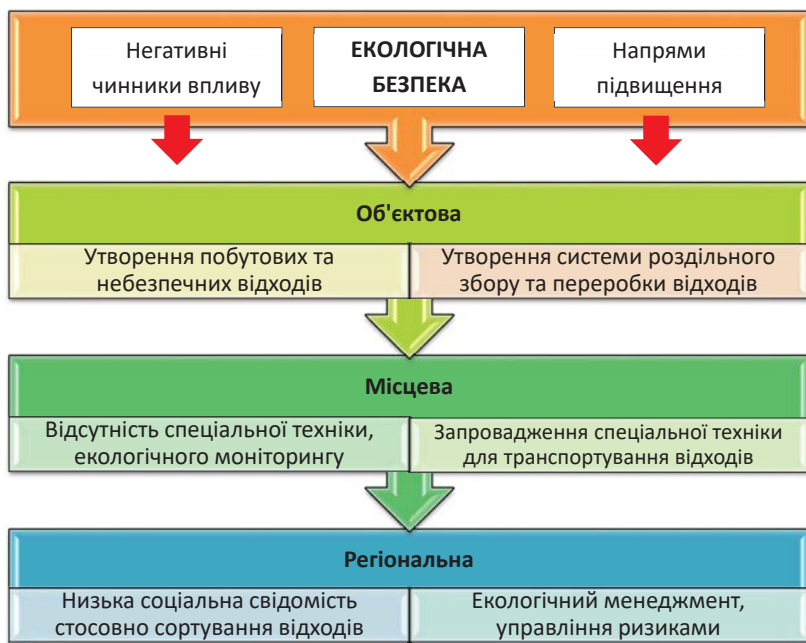 Негативні
чинники впливу
ЕКОЛОГІЧНА
БЕЗПЕКА
Напрями
підвищення
Об'єктова
Утворення побутових та
небезпечних відходів
Утворення системи роздільного
збору та переробки відходів
Місцева
Відсутність спеціальної техніки,
екологічного моніторингу
Запровадження спеціальної техніки
для транспортування відходів
Регіональна
Низька соціальна свідомість
стосовно сортування відходів
Екологічний менеджмент,
управління ризиками